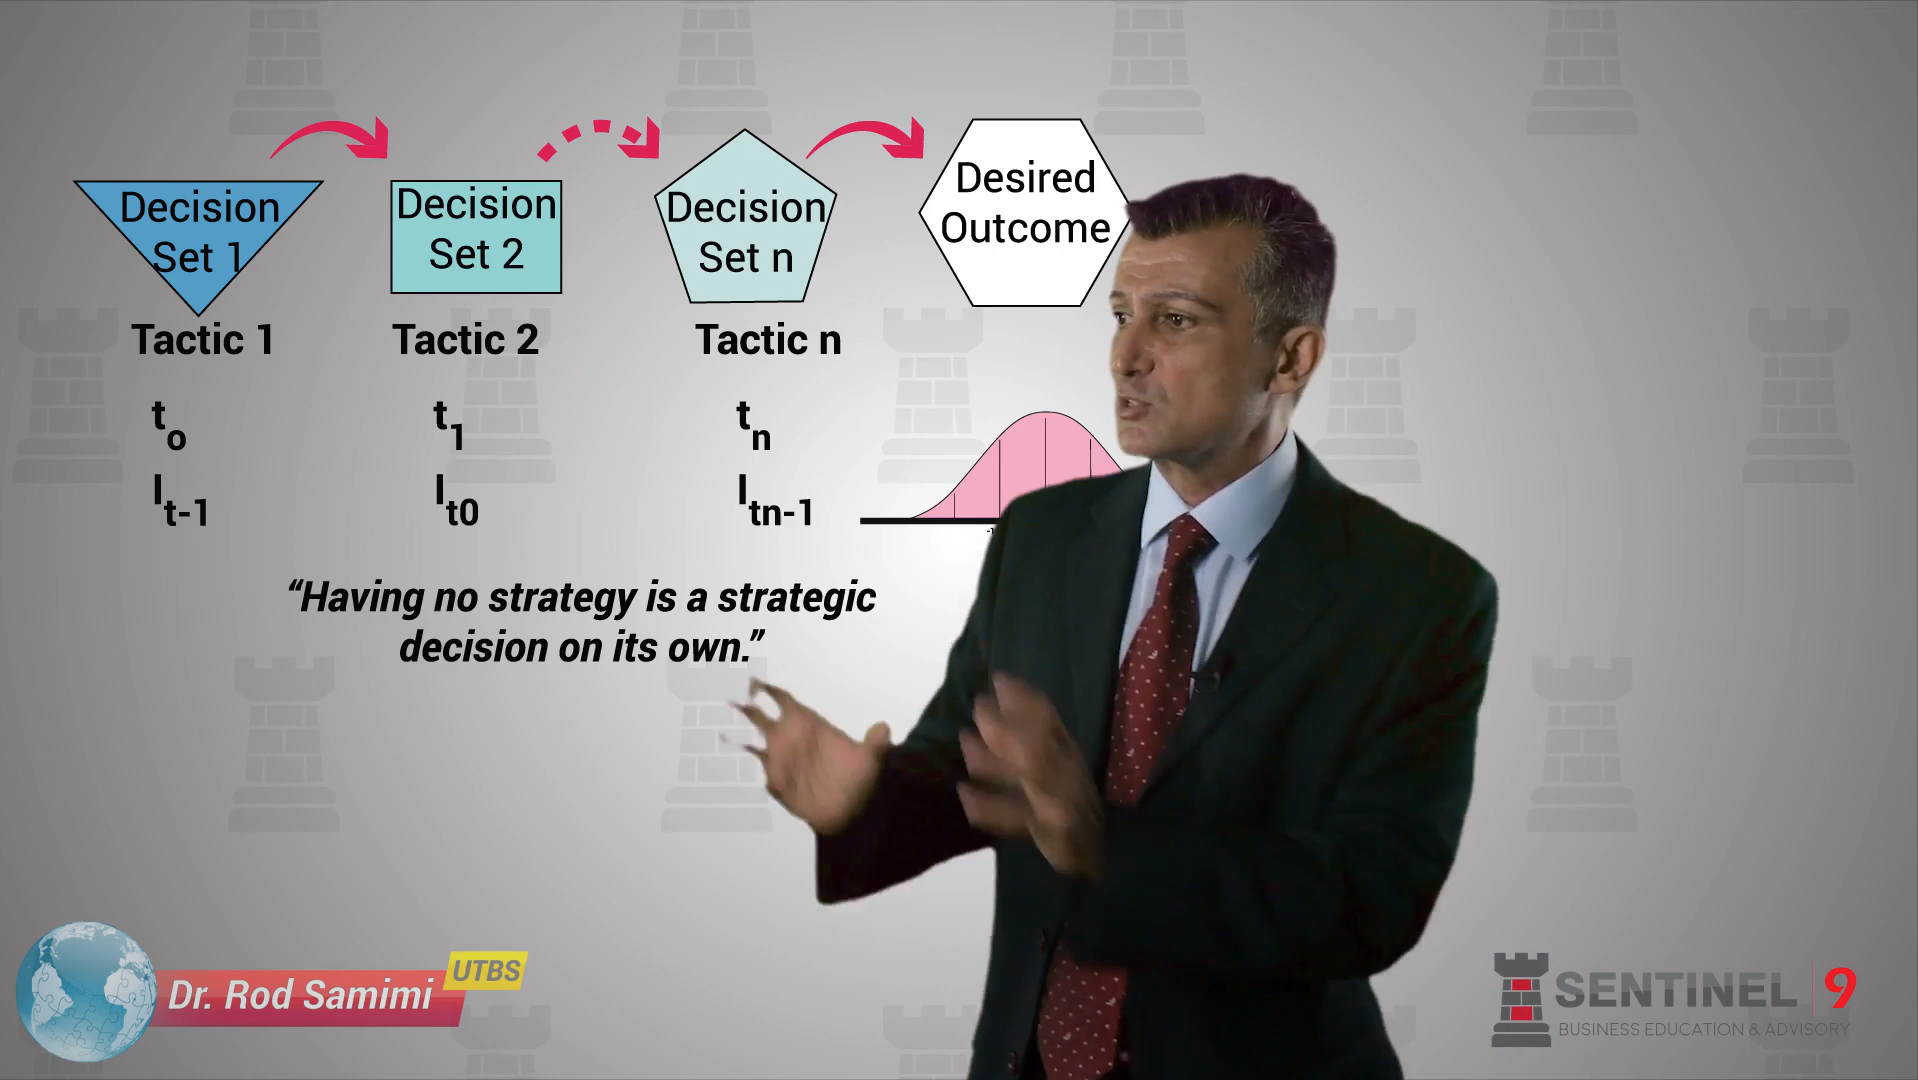 Decision
Set 1
Decision
Set 2
Decision
Set n
Desired
Outcome
Tactic 1
Tactic 2
Tactic n
to
t1
tn
It-1
It0
Itn-1
“Having no strategy is a strategic
decision on its own.”
Dr. Rod Samimi
UTBS
SENTINEL 9
BUSINESS EDUCATION & ADVISORY